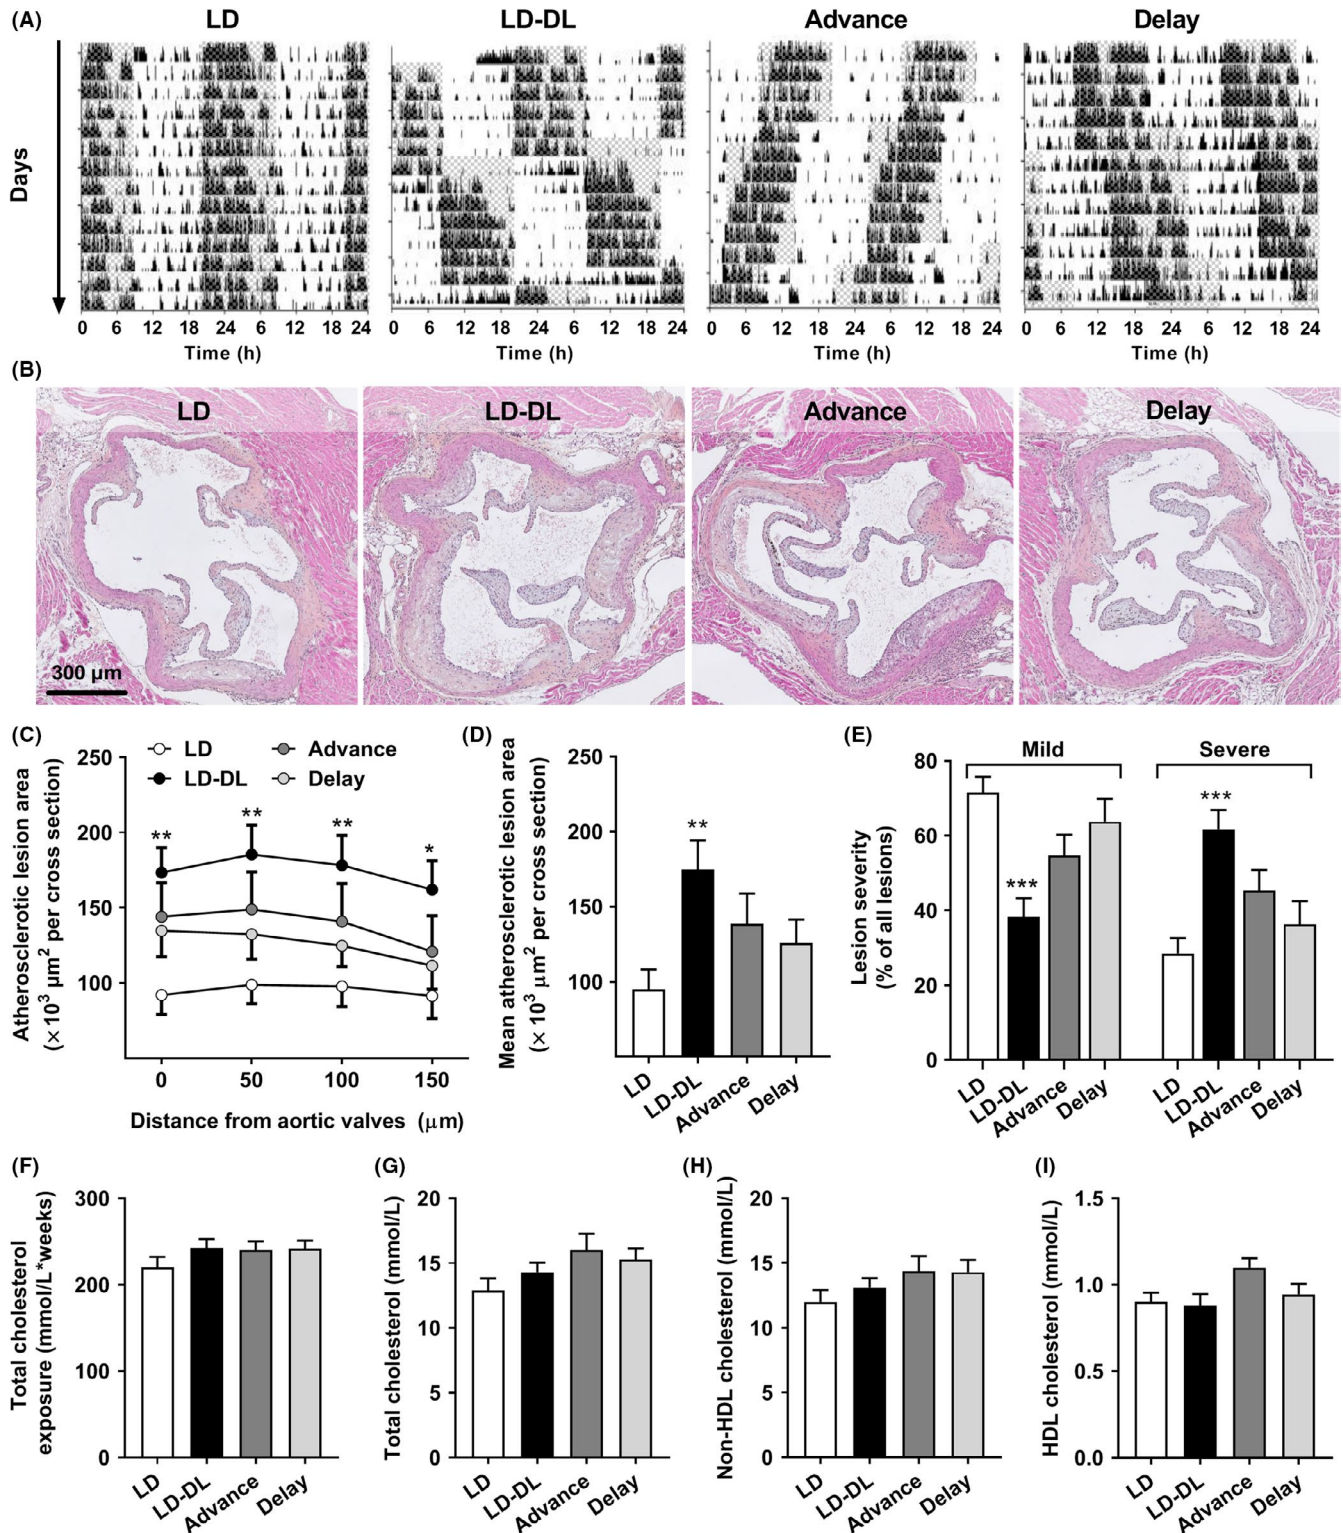 (A)
LD
LD-DL
Advance
Delay
Days
0 6 12 18 24 6 12 18 24
0 6 12 18 24 6 12 18 24
0 6 12 18 24 6 12 18 24
0 6 12 18 24 6 12 18 24
Time (h)
Time (h)
Time (h)
Time (h)
(B)
LD
LD-DL
Advance
Delay
300 µm
(C)
LD
LD-DL
Advance
Delay
Atherosclerotic lesion area
(× 10³ µm² per cross section)
250
200
150
100
**
**
**
*
0 50 100 150
Distance from aortic valves (µm)
(D)
Mean atherosclerotic lesion area
(× 10³ µm² per cross section)
250
200
150
100
**
LD
LD-DL
Advance
Delay
(E)
Mild
Severe
Lesion severity
(% of all lesions)
80
60
40
20
0
***
***
LD
LD-DL
Advance
Delay
LD
LD-DL
Advance
Delay
(F)
Total cholesterol
exposure (mmol/L*weeks)
300
200
100
0
LD
LD-DL
Advance
Delay
(G)
Total cholesterol (mmol/L)
20
15
10
5
0
LD
LD-DL
Advance
Delay
(H)
Non-HDL cholesterol (mmol/L)
20
15
10
5
0
LD
LD-DL
Advance
Delay
(I)
HDL cholesterol (mmol/L)
1.5
1.0
0.5
0.0
LD
LD-DL
Advance
Delay